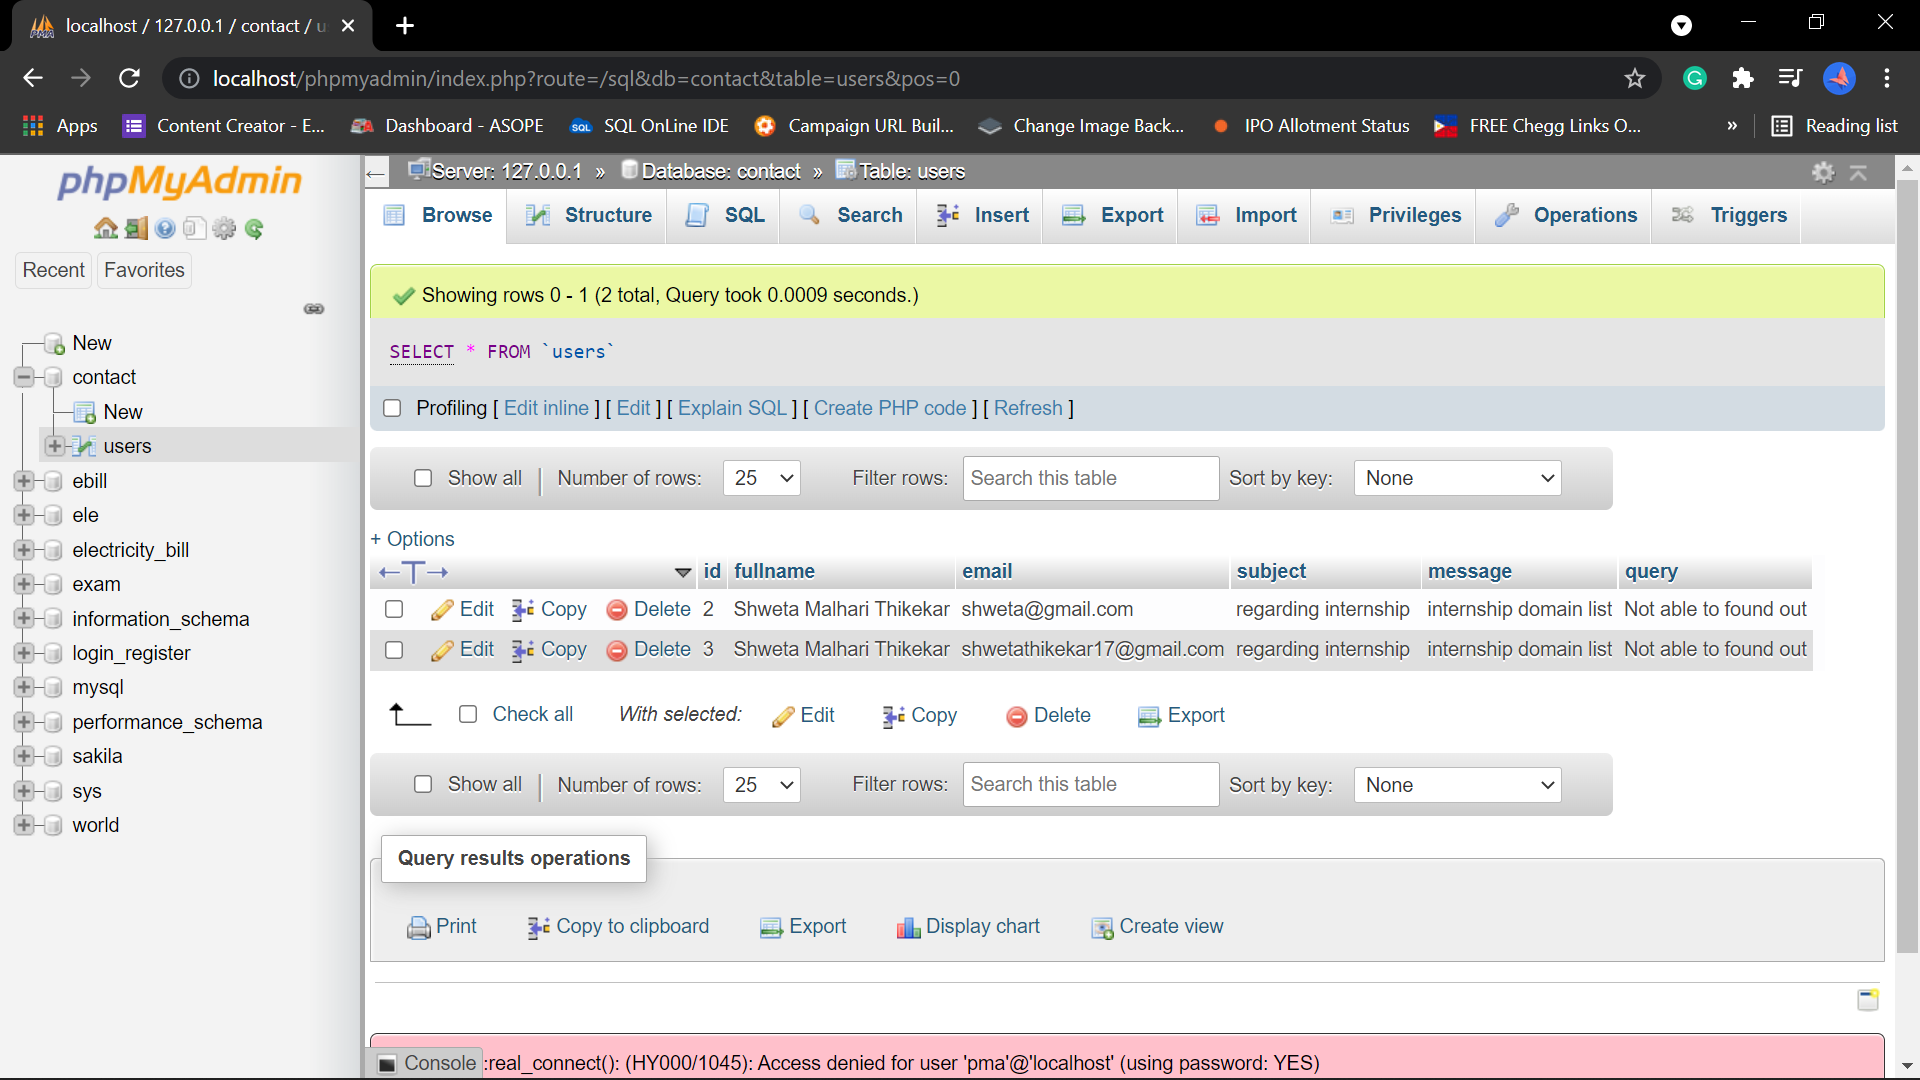 localhost / 127.0.0.1 / contact / u
localhost/phpmyadmin/index.php?route=/sql&db=contact&table=users&pos=0
Apps Content Creator - E... Dashboard - ASOPE SQL OnLine IDE Campaign URL Buil... Change Image Back... IPO Allotment Status FREE Chegg Links O... » Reading list
phpMyAdmin
Recent Favorites
New
contact
New
users
ebill
ele
electricity_bill
exam
information_schema
login_register
mysql
performance_schema
sakila
sys
world
Server: 127.0.0.1 » Database: contact » Table: users
Browse Structure SQL Search Insert Export Import Privileges Operations Triggers
Showing rows 0 - 1 (2 total, Query took 0.0009 seconds.)
SELECT * FROM `users`
Profiling [ Edit inline ] [ Edit ] [ Explain SQL ] [ Create PHP code ] [ Refresh ]
Show all Number of rows: 25 Filter rows: Search this table Sort by key: None
+ Options
←T→ id fullname email subject message query
Edit Copy Delete 2 Shweta Malhari Thikekar shweta@gmail.com regarding internship internship domain list Not able to found out
Edit Copy Delete 3 Shweta Malhari Thikekar shwetathikekar17@gmail.com regarding internship internship domain list Not able to found out
Check all With selected: Edit Copy Delete Export
Show all Number of rows: 25 Filter rows: Search this table Sort by key: None
Query results operations
Print Copy to clipboard Export Display chart Create view
Console :real_connect(): (HY000/1045): Access denied for user 'pma'@'localhost' (using password: YES)